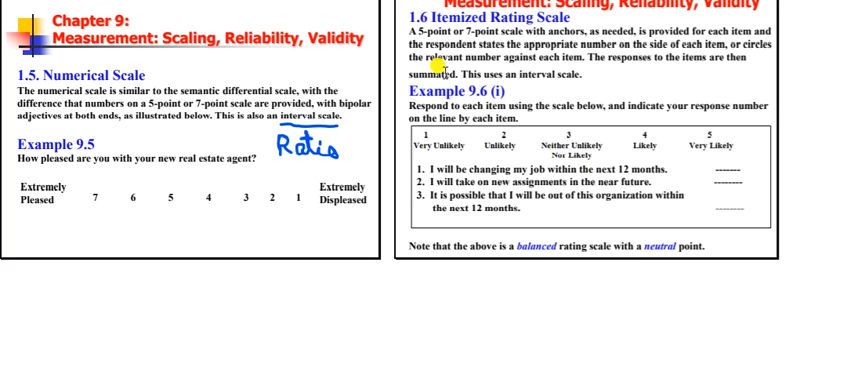 Chapter 9:
Measurement: Scaling, Reliability, Validity
1.5. Numerical Scale
The numerical scale is similar to the semantic differential scale, with the
difference that numbers on a 5-point or 7-point scale are provided, with bipolar
adjectives at both ends, as illustrated below. This is also an interval scale.
Ratio
Example 9.5
How pleased are you with your new real estate agent?
Extremely Extremely
Pleased 7 6 5 4 3 2 1 Displeased
Measurement: Scaling, Reliability, Validity
1.6 Itemized Rating Scale
A 5-point or 7-point scale with anchors, as needed, is provided for each item and
the respondent states the appropriate number on the side of each item, or circles
the relevant number against each item. The responses to the items are then
summated. This uses an interval scale.
Example 9.6 (i)
Respond to each item using the scale below, and indicate your response number
on the line by each item.
1 2 3 4 5
Very Unlikely Unlikely Neither Unlikely Likely Very Likely
Nor Likely
1. I will be changing my job within the next 12 months. -------
2. I will take on new assignments in the near future. --------
3. It is possible that I will be out of this organization within
the next 12 months. --------
Note that the above is a balanced rating scale with a neutral point.